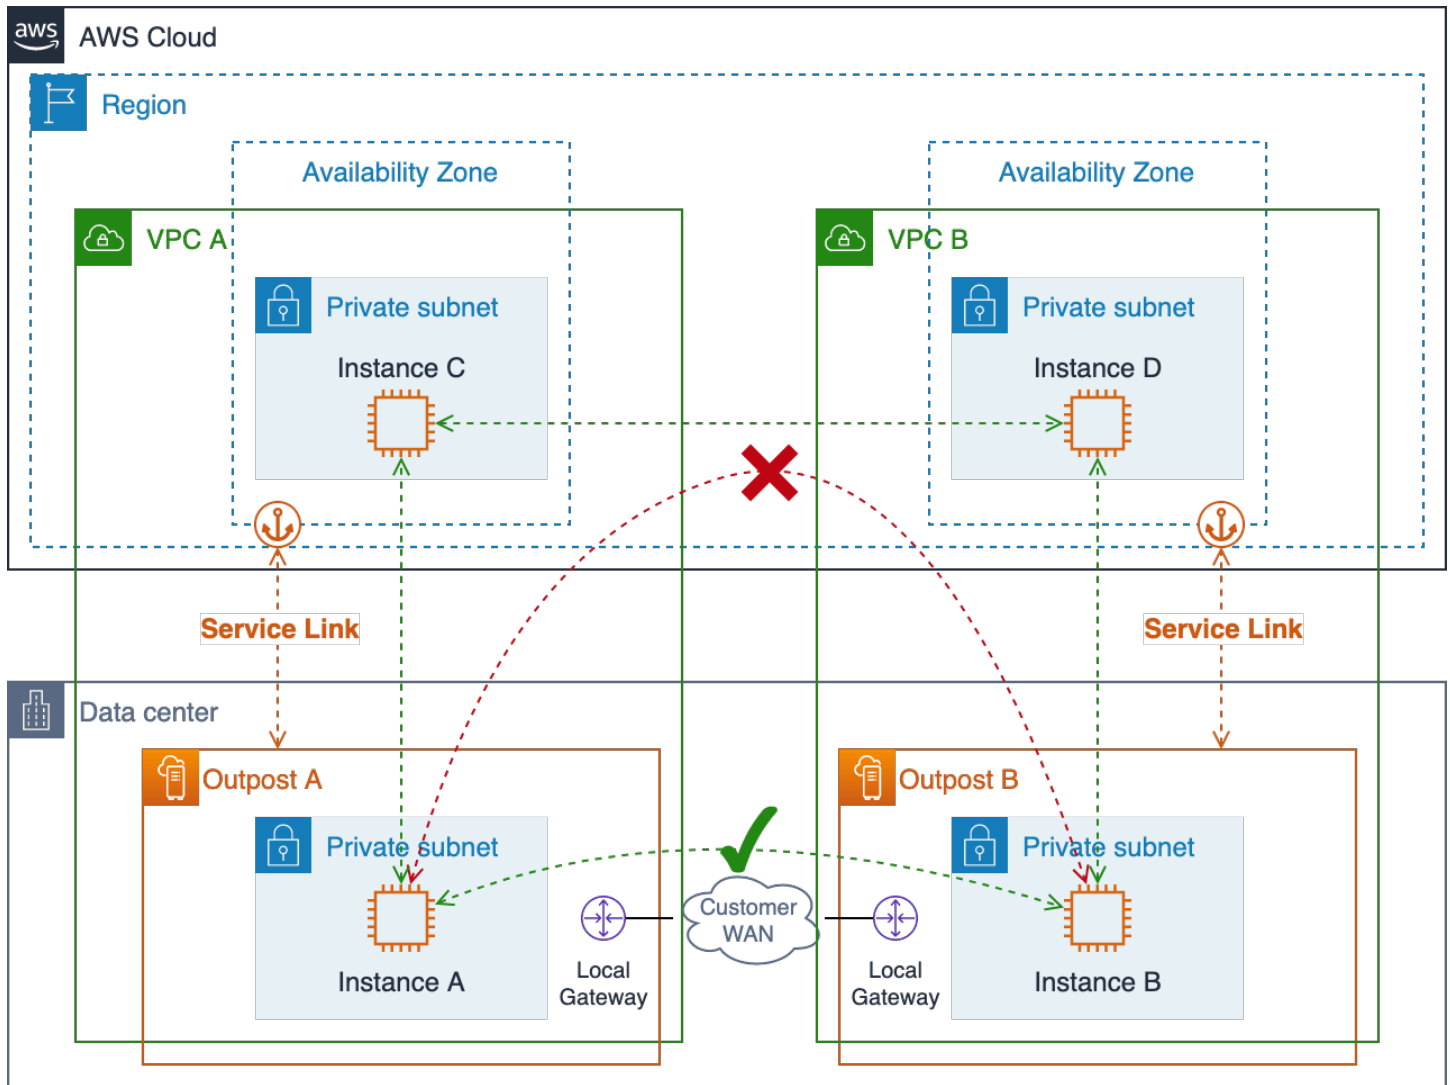 aws
AWS Cloud
Region
Availability Zone
Availability Zone
VPC A
VPC B
Private subnet
Private subnet
Instance C
Instance D
Service Link
Service Link
Data center
Outpost A
Outpost B
Private subnet
Private subnet
Customer
WAN
Local
Gateway
Local
Gateway
Instance A
Instance B